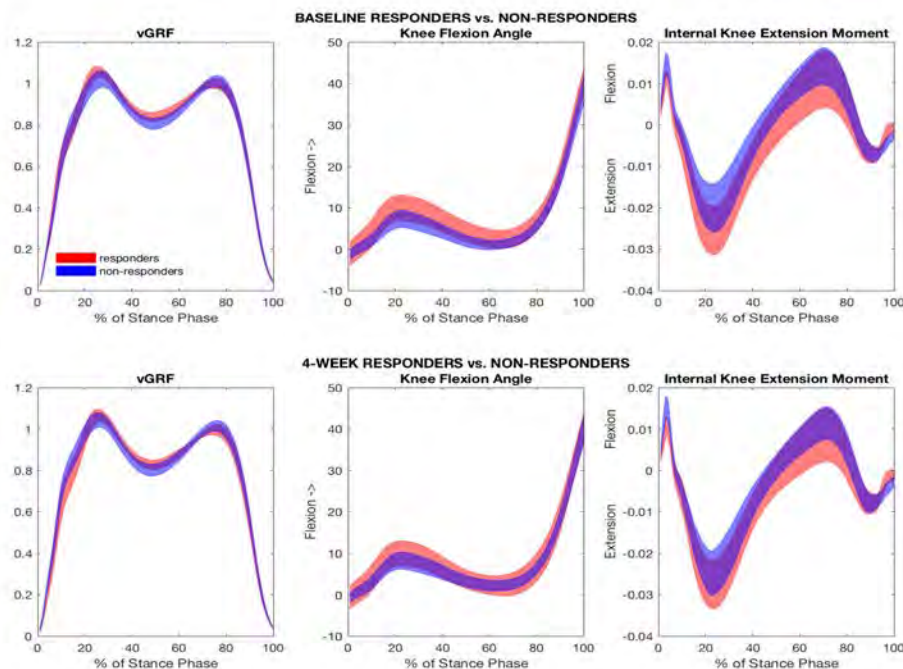 BASELINE RESPONDERS vs. NON-RESPONDERS
vGRF
Knee Flexion Angle
Internal Knee Extension Moment
1.2
1
0.8
0.6
0.4
0.2
0
responders
non-responders
0 20 40 60 80 100
% of Stance Phase
50
40
30
20
10
0
-10
Flexion ->
0 20 40 60 80 100
% of Stance Phase
0.02
0.01
0
-0.01
-0.02
-0.03
-0.04
Flexion
Extension
0 20 40 60 80 100
% of Stance Phase
4-WEEK RESPONDERS vs. NON-RESPONDERS
vGRF
Knee Flexion Angle
Internal Knee Extension Moment
1.2
1
0.8
0.6
0.4
0.2
0
0 20 40 60 80 100
% of Stance Phase
50
40
30
20
10
0
-10
Flexion ->
0 20 40 60 80 100
% of Stance Phase
0.02
0.01
0
-0.01
-0.02
-0.03
-0.04
Flexion
Extension
0 20 40 60 80 100
% of Stance Phase